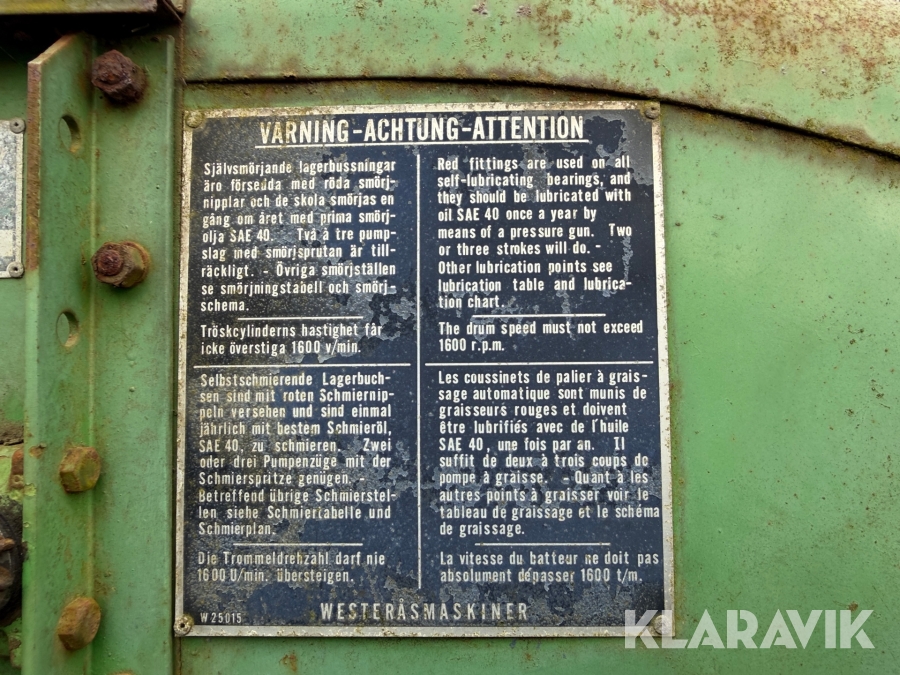 VARNING-ACHTUNG-ATTENTION
Självsmörjande lagerbussningar
äro försedda med röda smörj-
nipplar och de skola smörjas en
gång om året med prima smörj-
olja SAE 40. Två à tre pump-
slag med smörjsprutan är till-
räckligt. - Övriga smörjställen
se smörjningstabell och smörj-
schema.
Tröskcylinderns hastighet får
icke överstiga 1600 v/min.
Red fittings are used on all
self-lubricating bearings, and
they should be lubricated with
oil SAE 40 once a year by
means of a pressure gun. Two
or three strokes will do. -
Other lubrication points see
lubrication table and lubrica-
tion chart.
The drum speed must not exceed
1600 r.p.m.
Selbstschmierende Lagerbuch-
sen sind mit roten Schmiernip-
peln versehen und sind einmal
jährlich mit bestem Schmieröl,
SAE 40, zu schmieren. Zwei
oder drei Pumpenzüge mit der
Schmierspritze genügen. -
Betreffend übrige Schmierstel-
len siehe Schmiertabelle und
Schmierplan.
Die Trommeldrehzahl darf nie
1600 U/min. übersteigen.
Les coussinets de palier à grais-
sage automatique sont munis de
graisseurs rouges et doivent
être lubrifiés avec de l'huile
SAE 40, une fois par an. Il
suffit de deux à trois coups de
pompe à graisse. - Quant à les
autres points à graisser voir le
tableau de graissage et le schéma
de graissage.
La vitesse du batteur ne doit pas
absolument dépasser 1600 t/m.
W 25015
WESTERÅSMASKINER
KLARAVIK